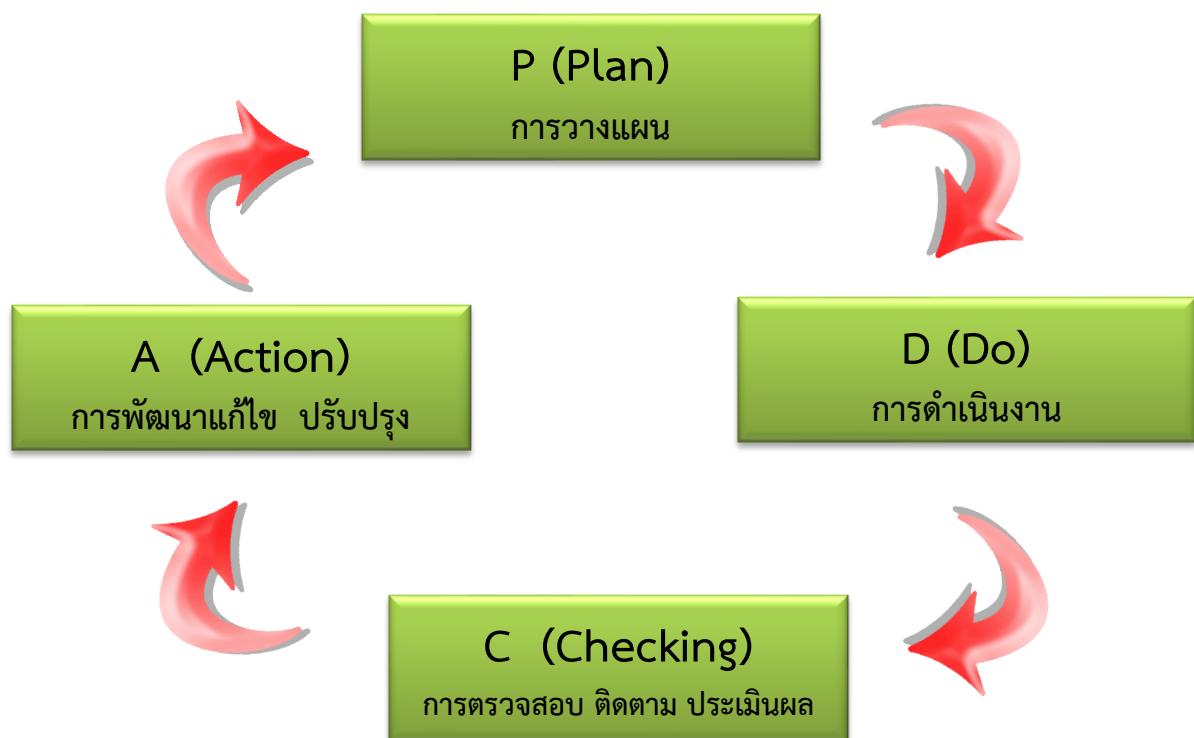 P (Plan)
การวางแผน
D (Do)
การดำเนินงาน
A (Action)
การพัฒนาแก้ไข ปรับปรุง
C (Checking)
การตรวจสอบ ติดตาม ประเมินผล